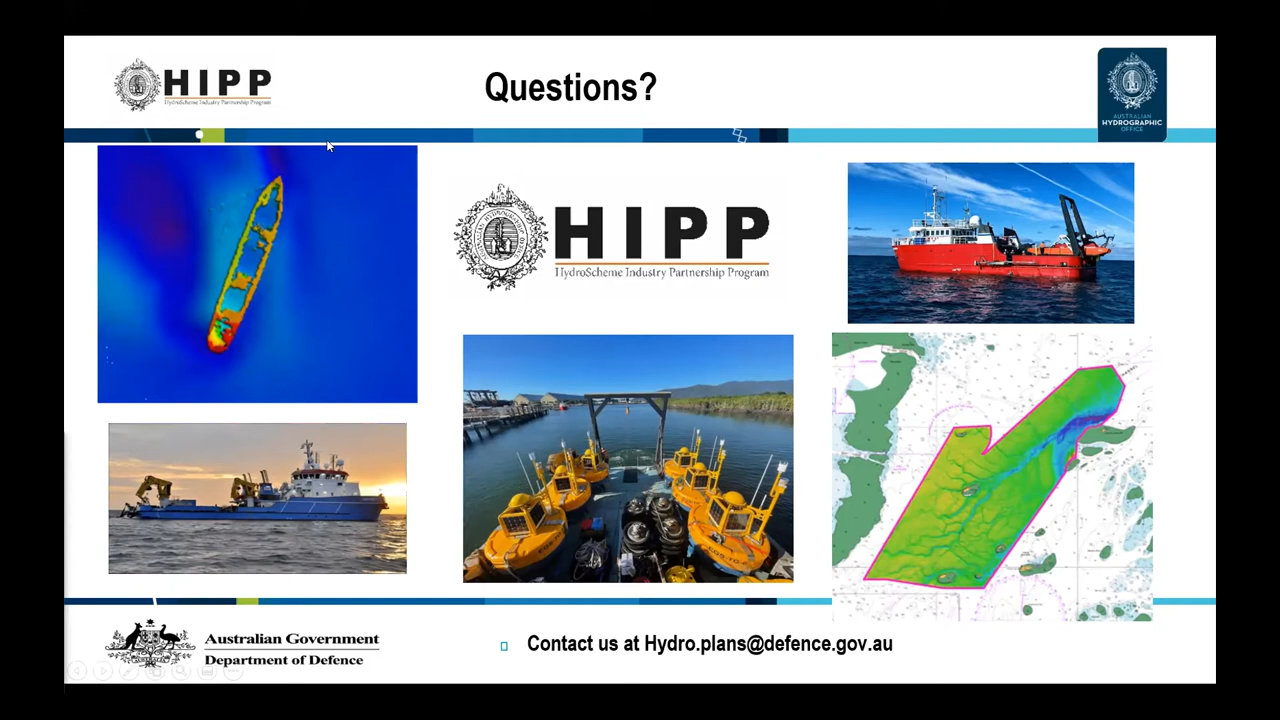 HIPP
HydroScheme Industry Partnership Program
Questions?
AUSTRALIAN
HYDROGRAPHIC
OFFICE
HIPP
HydroScheme Industry Partnership Program
Australian Government
Department of Defence
Contact us at Hydro.plans@defence.gov.au